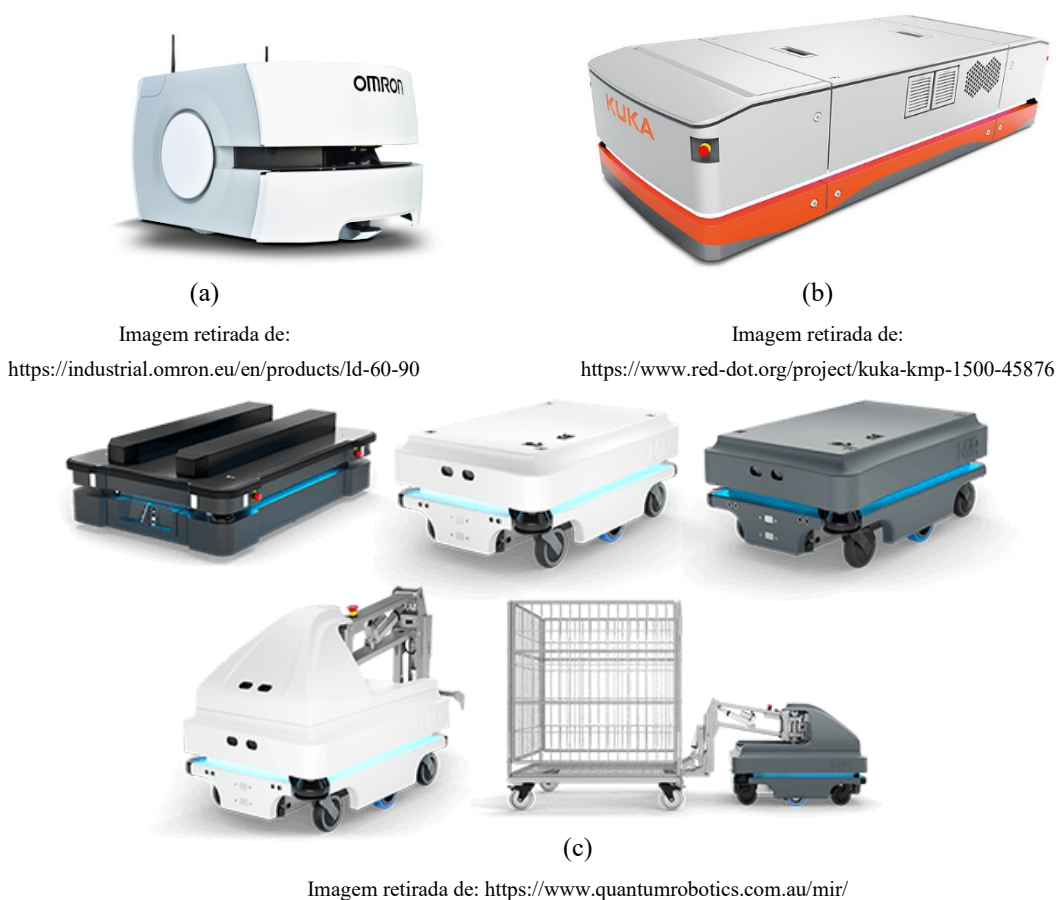 OMRON
KUKA
(a)
(b)
Imagem retirada de:
Imagem retirada de:
https://industrial.omron.eu/en/products/ld-60-90
https://www.red-dot.org/project/kuka-kmp-1500-45876
(c)
Imagem retirada de: https://www.quantumrobotics.com.au/mir/